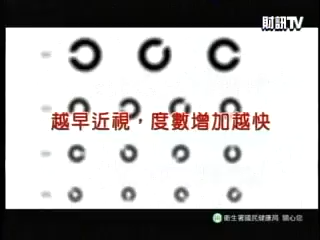 財訊TV
越早近視，度數增加越快
衛生署國民健康局 關心您